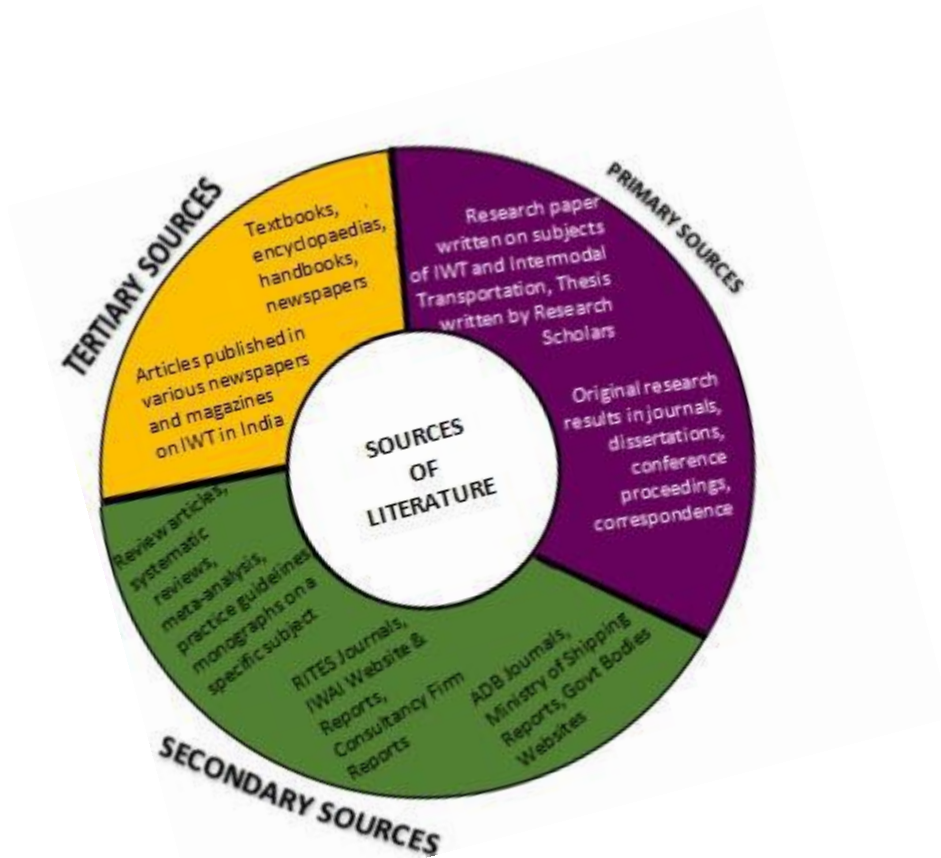 TERTIARY SOURCES
Textbooks,
encyclopaedias,
handbooks,
newspapers
Articles published in
various newspapers
and magazines
on IWT in India
PRIMARY SOURCES
Research paper
written on subjects
of IWT and Intermodal
Transportation, Thesis
written by Research
Scholars
Original research
results in journals,
dissertations,
conference
proceedings,
correspondence
SOURCES
OF
LITERATURE
Review articles,
systematic
reviews,
meta-analysis,
practice guidelines
monographs on a
specific subject
RITES Journals,
IWAI Website &
Reports,
Consultancy Firm
Reports
ADB Journals,
Ministry of Shipping
Reports, Govt Bodies
Websites
SECONDARY SOURCES